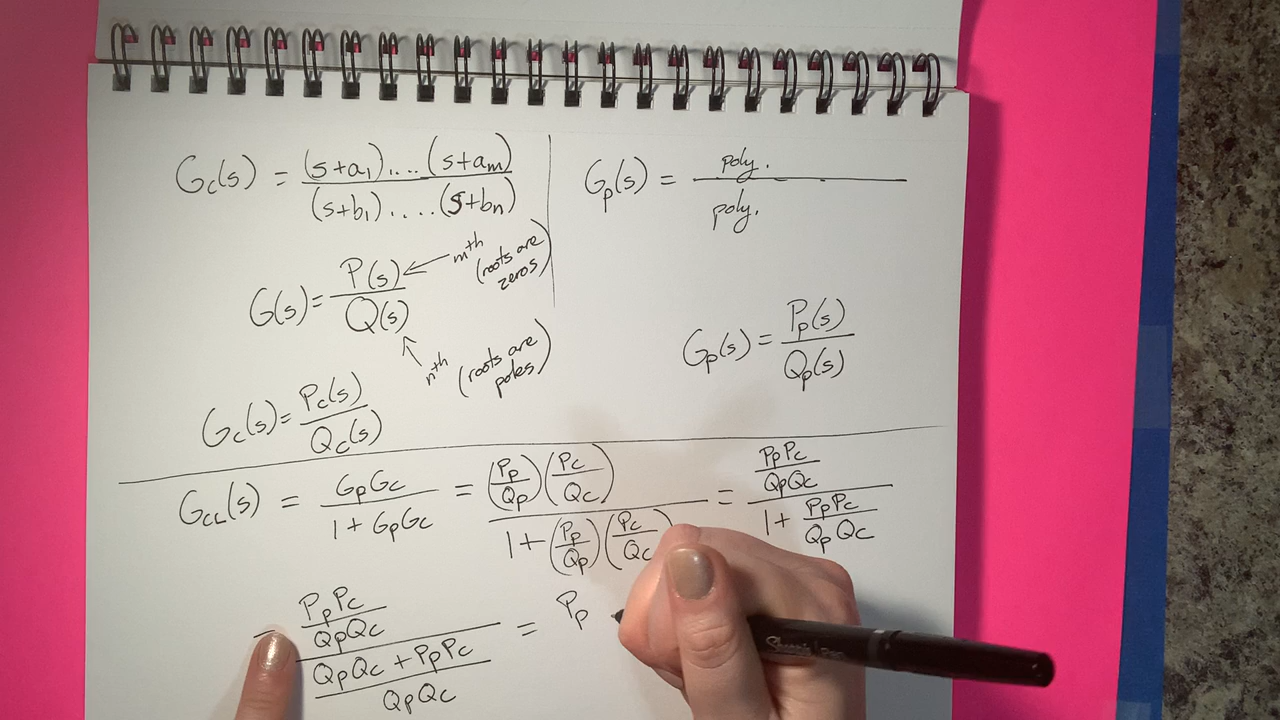 Gc(s) = (s+a1)....(s+am) / (s+b1)....(s+bn)
Gp(s) = poly. / poly.
G(s) = P(s) / Q(s)
mth (roots are zeros)
nth (roots are poles)
Gp(s) = Pp(s) / Qp(s)
Gc(s) = Pc(s) / Qc(s)
GCL(s) = GpGc / 1 + GpGc = (Pp/Qp)(Pc/Qc) / 1+(Pp/Qp)(Pc/Qc) = PpPc/QpQc / 1+ PpPc/QpQc
= PpPc/QpQc / QpQc + PpPc/QpQc = Pp